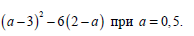 (a−3)² −6(2−a) при a = 0,5.